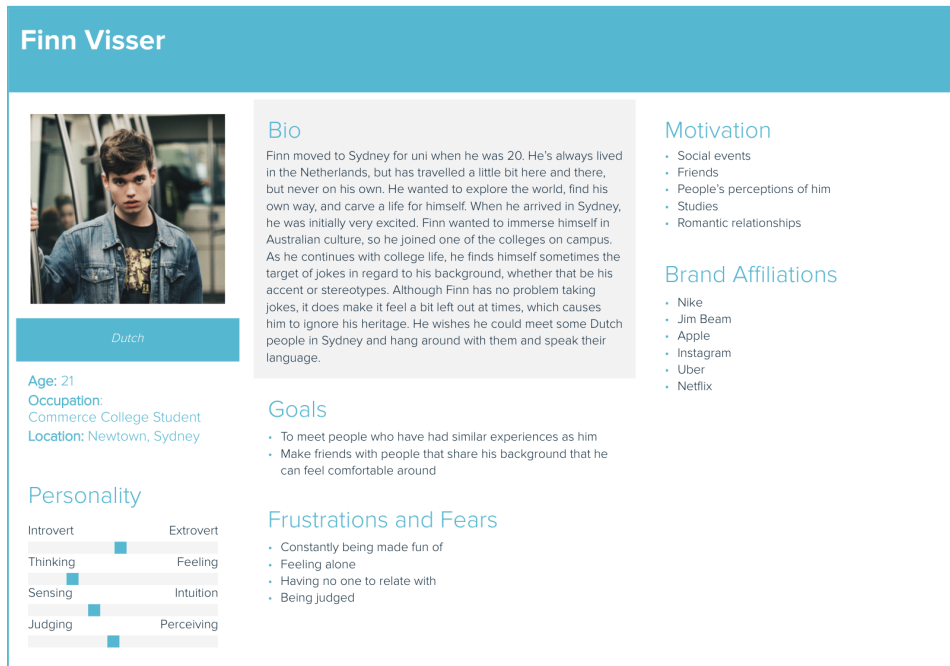 Finn Visser
Dutch
Age: 21
Occupation:
Commerce College Student
Location: Newtown, Sydney
Personality
Introvert Extrovert
Thinking Feeling
Sensing Intuition
Judging Perceiving
Bio
Finn moved to Sydney for uni when he was 20. He's always lived
in the Netherlands, but has travelled a little bit here and there,
but never on his own. He wanted to explore the world, find his
own way, and carve a life for himself. When he arrived in Sydney,
he was initially very excited. Finn wanted to immerse himself in
Australian culture, so he joined one of the colleges on campus.
As he continues with college life, he finds himself sometimes the
target of jokes in regard to his background, whether that be his
accent or stereotypes. Although Finn has no problem taking
jokes, it does make it feel a bit left out at times, which causes
him to ignore his heritage. He wishes he could meet some Dutch
people in Sydney and hang around with them and speak their
language.
Goals
• To meet people who have had similar experiences as him
• Make friends with people that share his background that he
can feel comfortable around
Frustrations and Fears
• Constantly being made fun of
• Feeling alone
• Having no one to relate with
• Being judged
Motivation
• Social events
• Friends
• People's perceptions of him
• Studies
• Romantic relationships
Brand Affiliations
• Nike
• Jim Beam
• Apple
• Instagram
• Uber
• Netflix